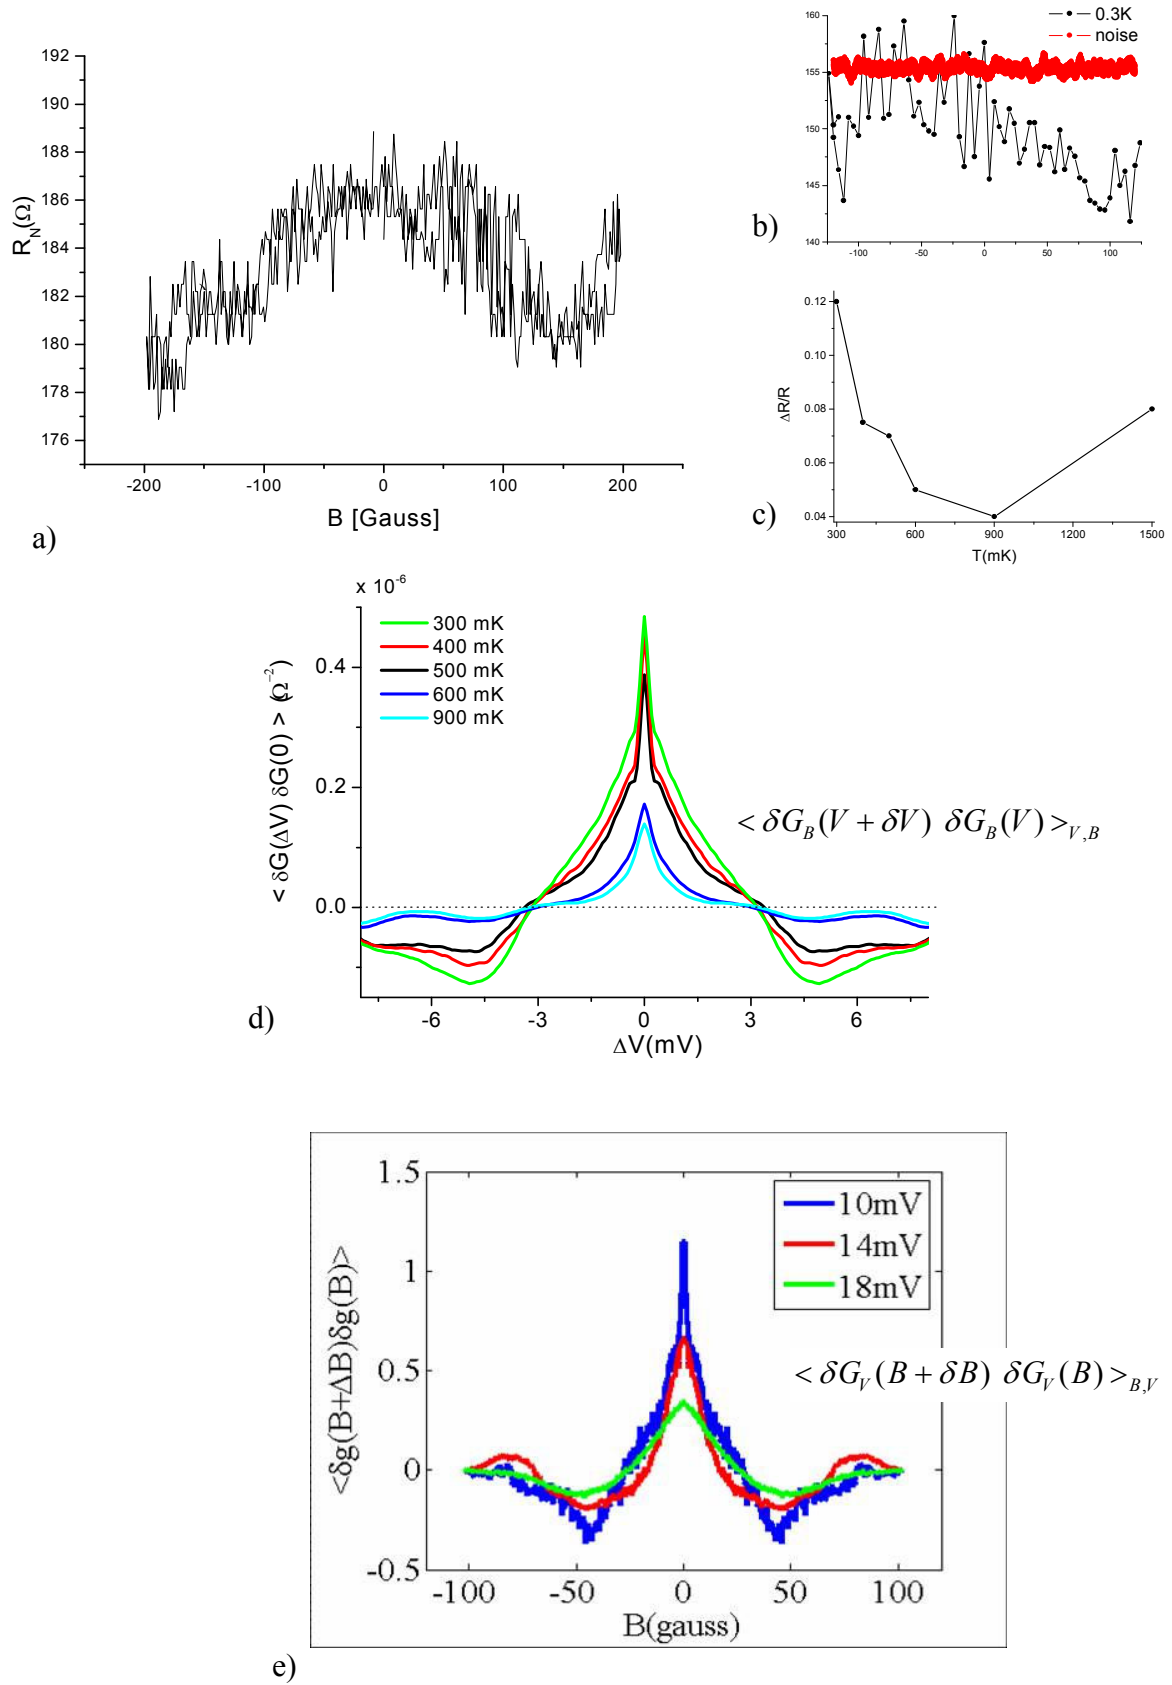 192
190
188
186
184
182
180
178
176
R_N(Ω)
-200 -100 0 100 200
B [Gauss]
a)
0.3K
noise
160
155
150
145
140
-100 -50 0 50 100
b)
0.12
0.10
0.08
0.06
0.04
ΔR/R
300 600 900 1200 1500
T(mK)
c)
x 10^-6
300 mK
400 mK
500 mK
600 mK
900 mK
0.4
0.2
0.0
< δG(ΔV) δG(0) > (Ω^-2)
< δG_B(V + δV) δG_B(V) >_V,B
-6 -3 0 3 6
ΔV(mV)
d)
1.5
1
0.5
0
-0.5
<δg(B+ΔB)δg(B)>
10mV
14mV
18mV
< δG_V(B + δB) δG_V(B) >_B,V
-100 -50 0 50 100
B(gauss)
e)